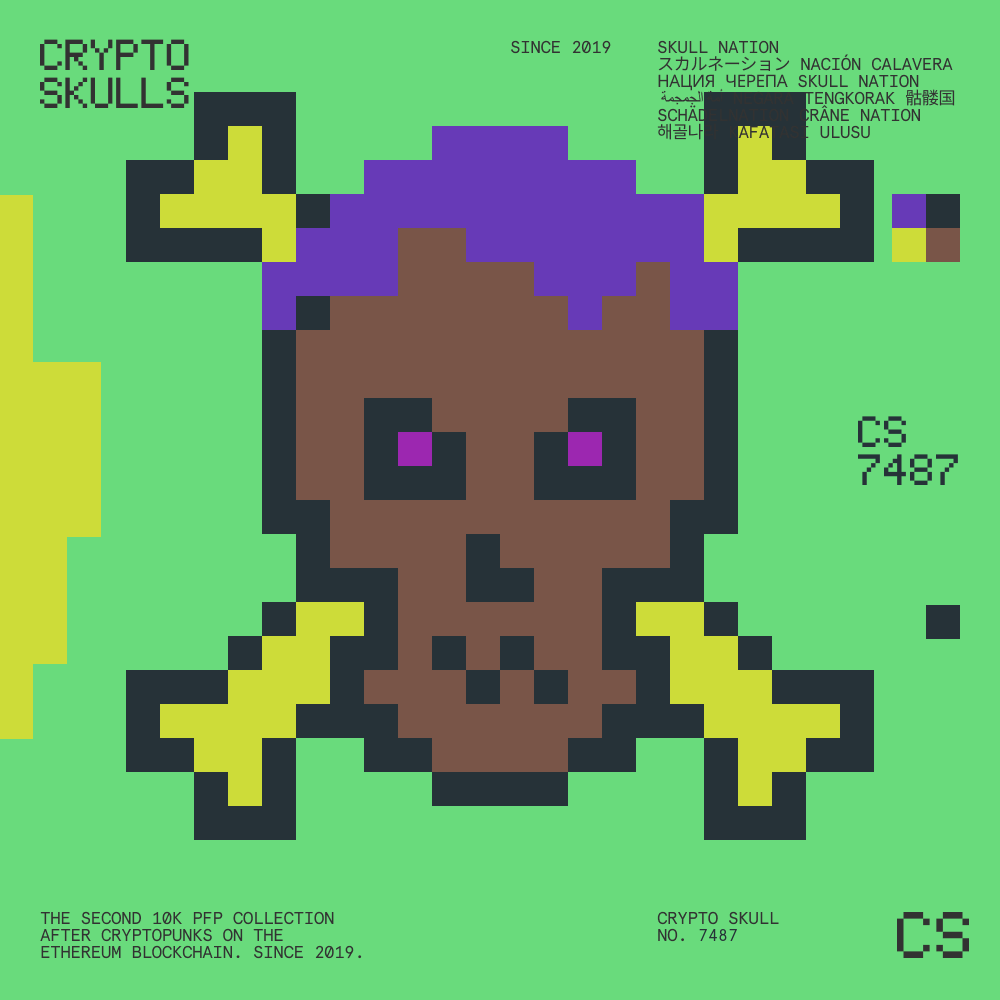 CRYPTO
SKULLS
SINCE 2019
SKULL NATION
スカルネーション NACIÓN CALAVERA
НАЦИЯ ЧЕРЕПА SKULL NATION
الجمجمة TENGKORAK 骷髅国
CRÂNE NATION
ULUSU
CS
7487
THE SECOND 10K PFP COLLECTION
AFTER CRYPTOPUNKS ON THE
ETHEREUM BLOCKCHAIN. SINCE 2019.
CRYPTO SKULL
NO. 7487
CS